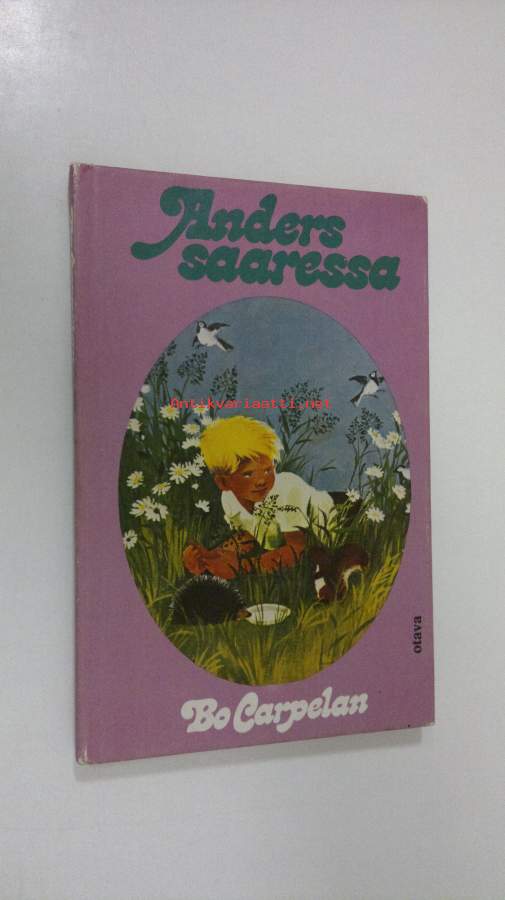 Anders
saaressa
Antikvariaatti.net
Bo Carpelan
otava